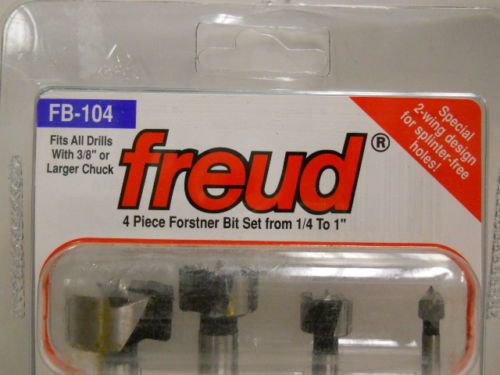 FB-104
Fits All Drills
With 3/8" or
Larger Chuck
freud®
4 Piece Forstner Bit Set from 1/4 To 1"
Special
2-wing design
for splinter-free
holes!